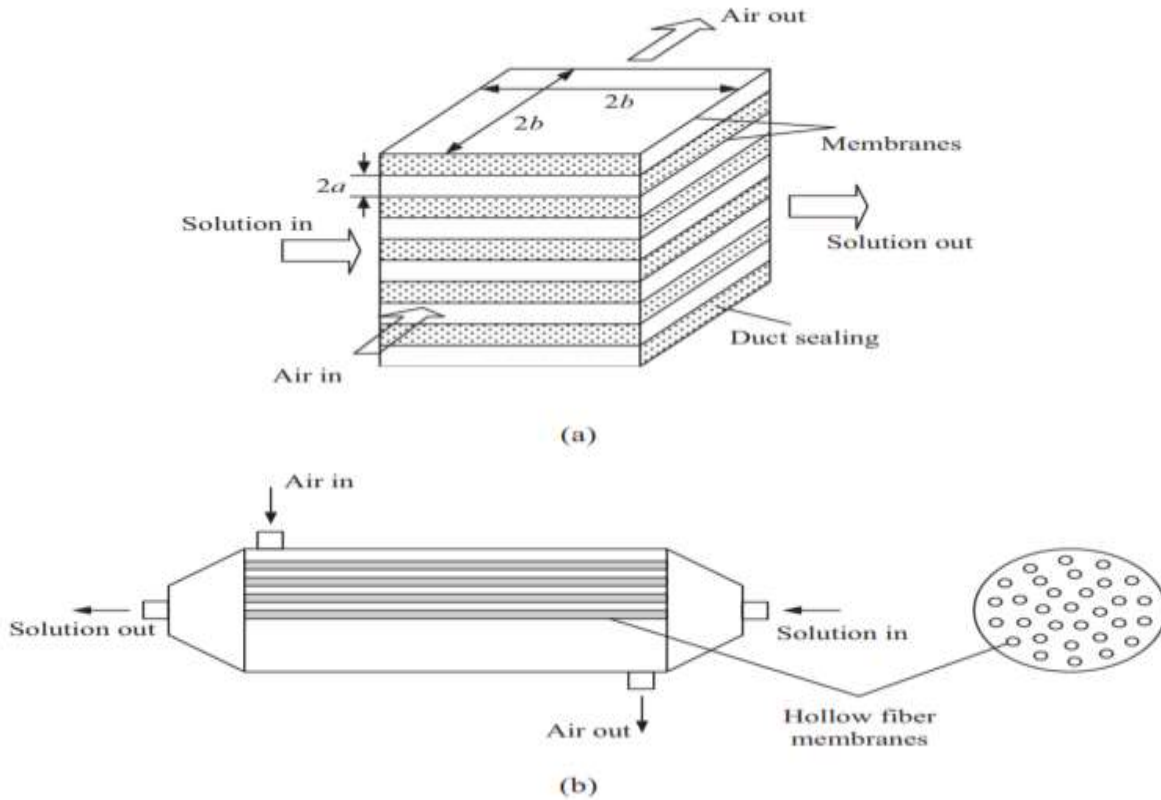 Air out
2b
2b
Membranes
2a
Solution in
Solution out
Duct sealing
Air in
(a)
Air in
Solution out
Solution in
Hollow fiber
membranes
Air out
(b)